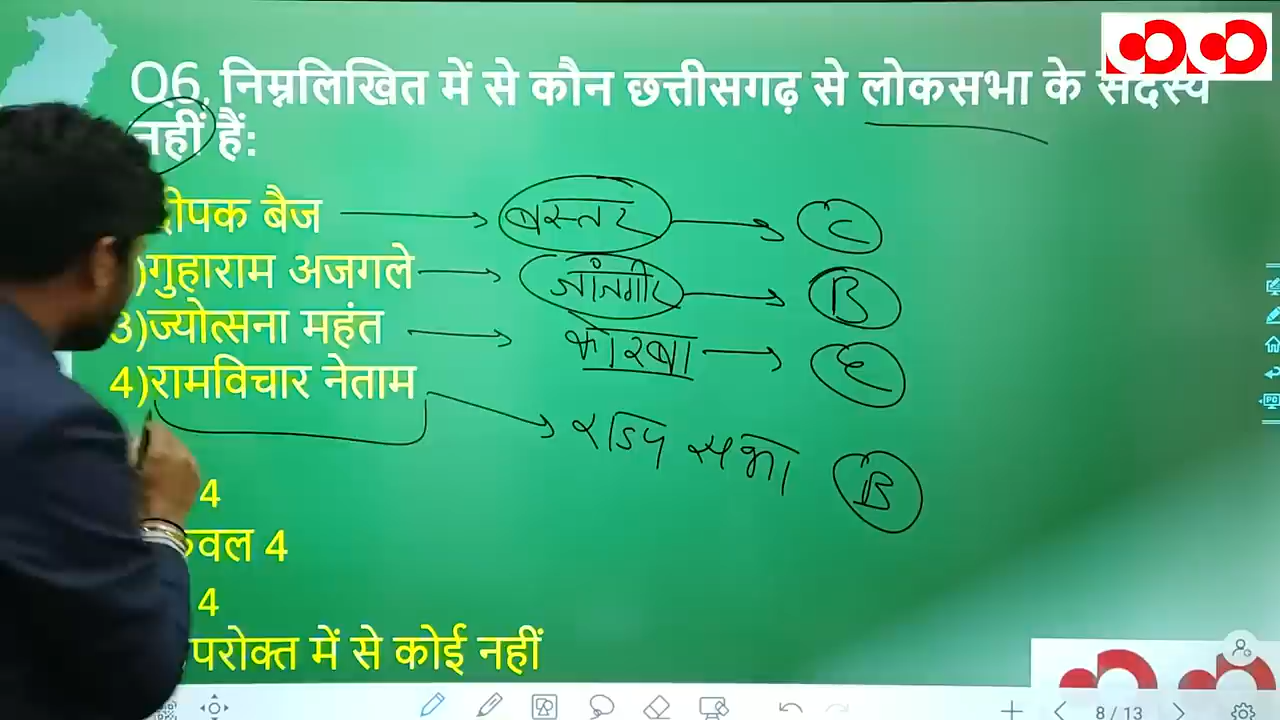 Q6. निम्नलिखित में से कौन छत्तीसगढ़ से लोकसभा के सदस्य
नहीं हैं:
दीपक बैज बस्तर C
)गुहाराम अजगले जांजगीर B
3)ज्योत्सना महंत कोरबा C
4)रामविचार नेताम
राज्य सभा B
4
केवल 4
4
उपरोक्त में से कोई नहीं
8/13